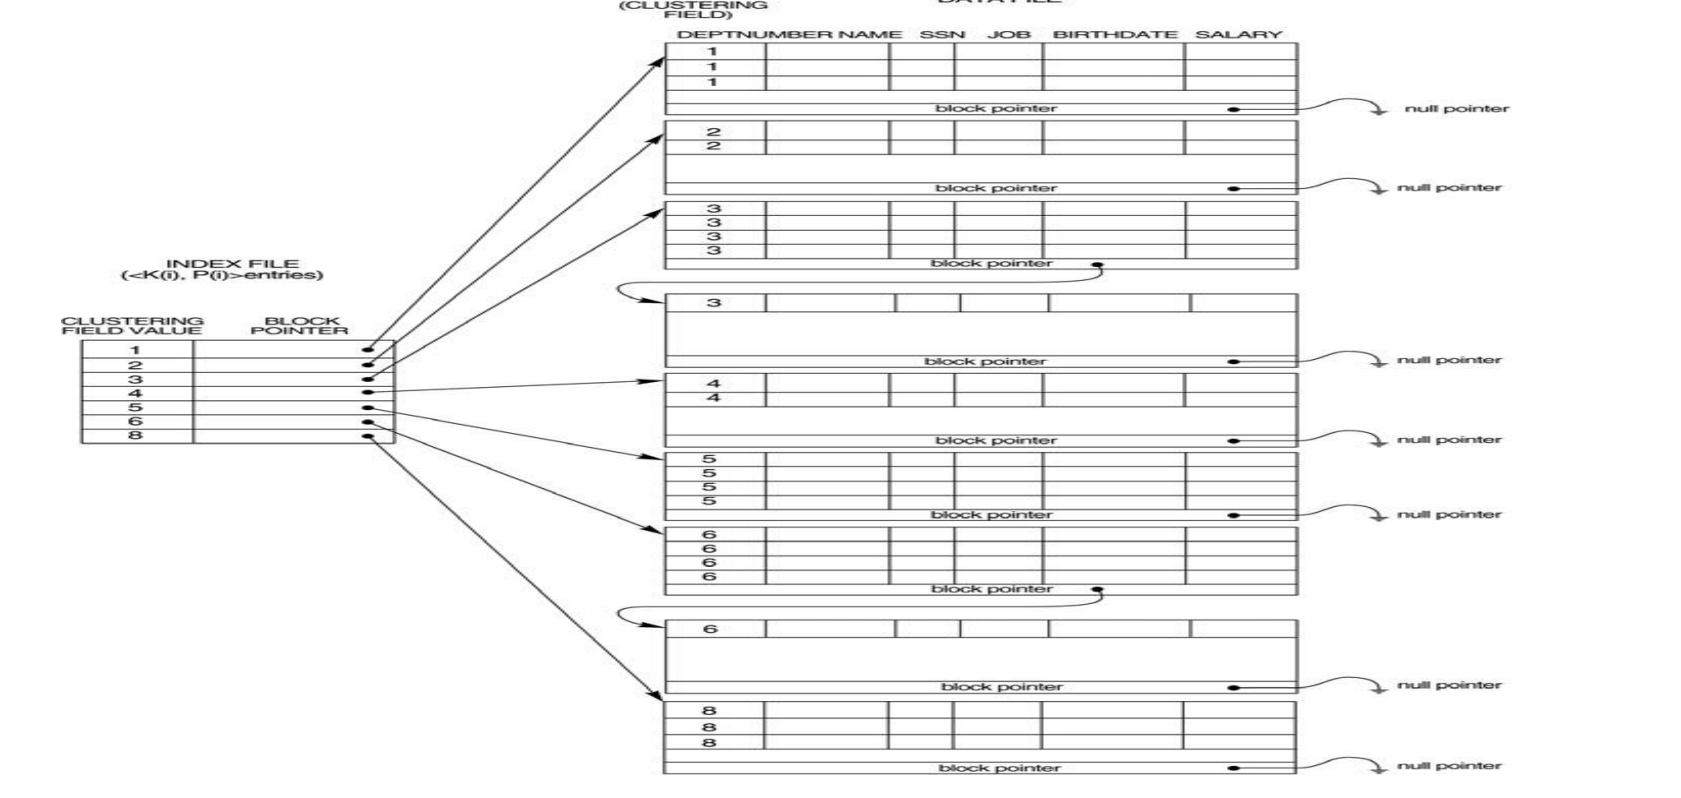 (CLUSTERING
FIELD)
DATA FILE
DEPTNUMBER NAME SSN JOB BIRTHDATE SALARY
1
1
1
block pointer null pointer
2
2
block pointer null pointer
3
3
3
3
block pointer
INDEX FILE
(<K(i), P(i)>entries)
3
block pointer null pointer
CLUSTERING
FIELD VALUE
BLOCK
POINTER
1
2
3
4
5
6
8
4
4
block pointer null pointer
5
5
5
5
block pointer null pointer
6
6
6
6
block pointer
6
block pointer null pointer
8
8
8
block pointer null pointer